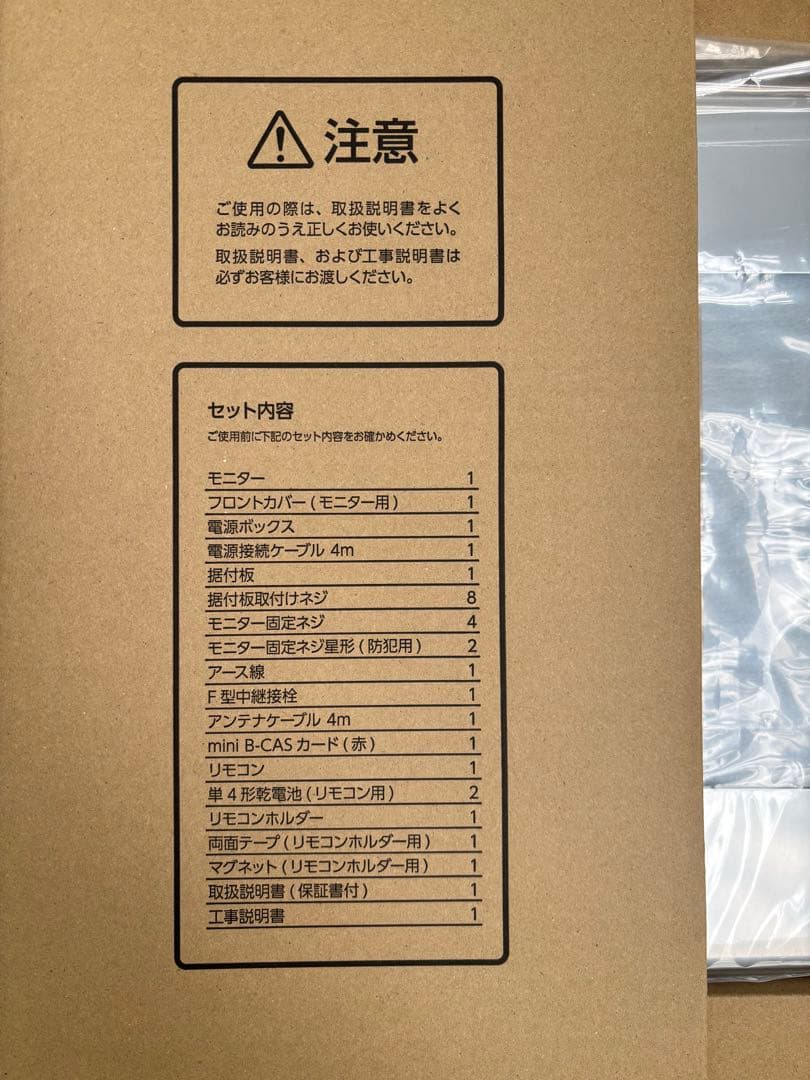 注意
ご使用の際は、取扱説明書をよく
お読みのうえ正しくお使いください。
取扱説明書、および工事説明書は
必ずお客様にお渡しください。
セット内容
ご使用前に下記のセット内容をお確かめください。
モニター 1
フロントカバー(モニター用) 1
電源ボックス 1
電源接続ケーブル 4m 1
据付板 1
据付板取付けネジ 8
モニター固定ネジ 4
モニター固定ネジ星形(防犯用) 2
アース線 1
F型中継接栓 1
アンテナケーブル 4m 1
mini B-CASカード(赤) 1
リモコン 1
単4形乾電池(リモコン用) 2
リモコンホルダー 1
両面テープ(リモコンホルダー用) 1
マグネット(リモコンホルダー用) 1
取扱説明書(保証書付) 1
工事説明書 1